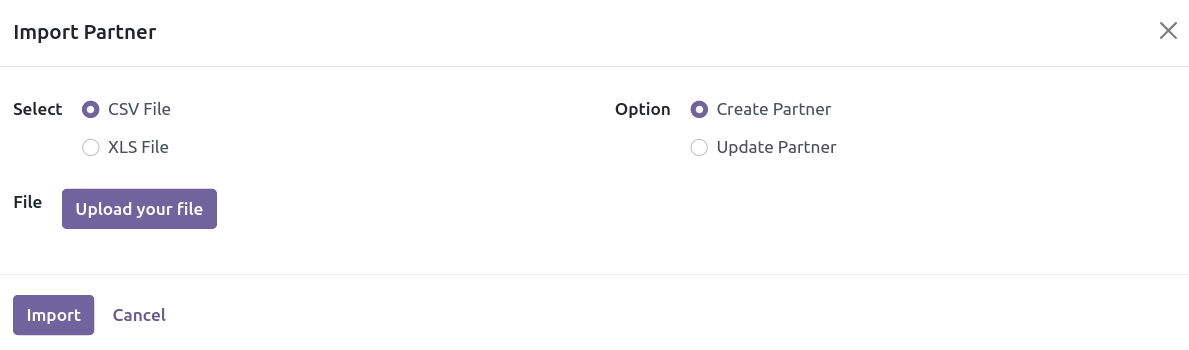 Import Partner
Select CSV File Option Create Partner
XLS File Update Partner
File Upload your file
Import Cancel